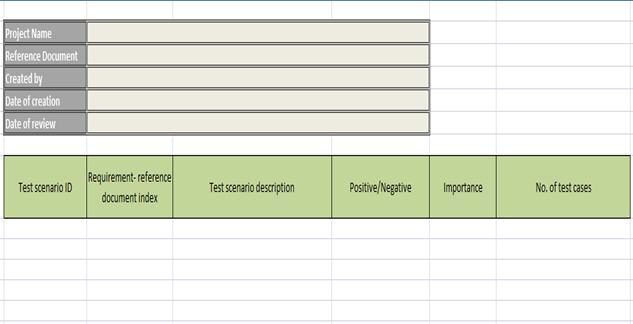 Project Name
Reference Document
Created by
Date of creation
Date of review
Test scenario ID
Requirement- reference
document index
Test scenario description
Positive/Negative
Importance
No. of test cases